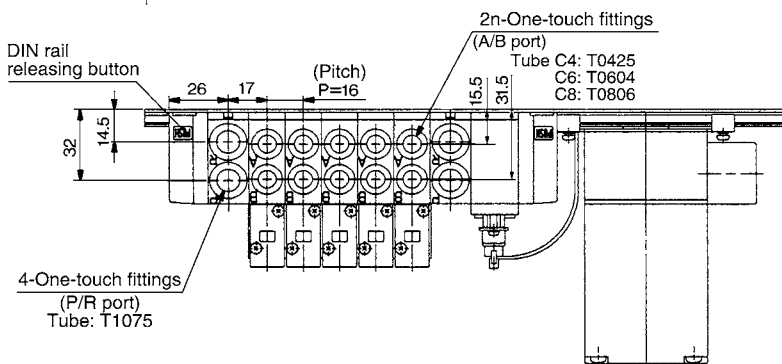 2n-One-touch fittings
(A/B port)
Tube C4: T0425
C6: T0604
C8: T0806
DIN rail
releasing button
26
17
(Pitch)
P=16
15.5
31.5
14.5
32
R
A
A
A
A
A
R
P
B
B
B
B
B
P
4-One-touch fittings
(P/R port)
Tube: T1075